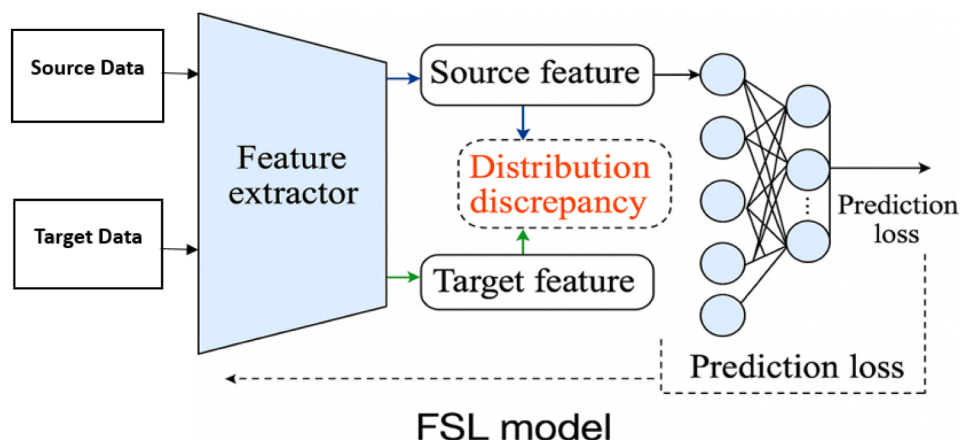 Source Data
Target Data
Feature
extractor
Source feature
Distribution
discrepancy
Target feature
Prediction
loss
Prediction loss
FSL model